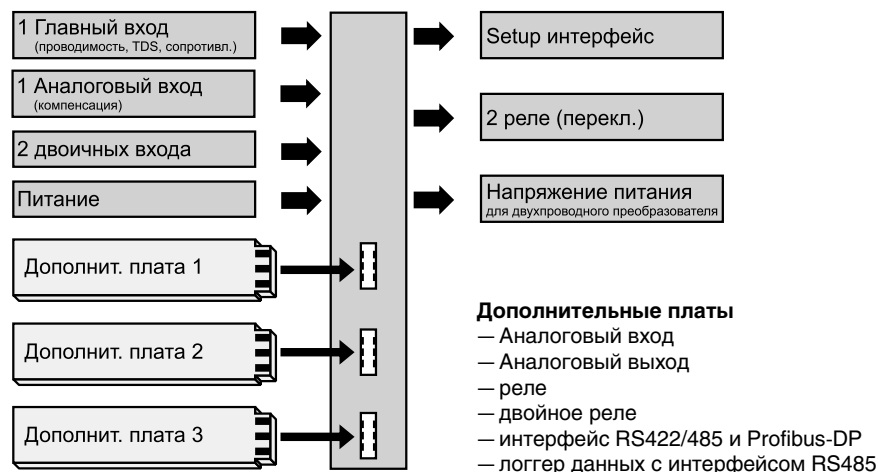 1 Главный вход
(проводимость, TDS, сопротивл.)
1 Аналоговый вход
(компенсация)
2 двоичных входа
Питание
Дополнит. плата 1
Дополнит. плата 2
Дополнит. плата 3
Setup интерфейс
2 реле (перекл.)
Напряжение питания
для двухпроводного преобразователя
Дополнительные платы
— Аналоговый вход
— Аналоговый выход
— реле
— двойное реле
— интерфейс RS422/485 и Profibus-DP
— логгер данных с интерфейсом RS485